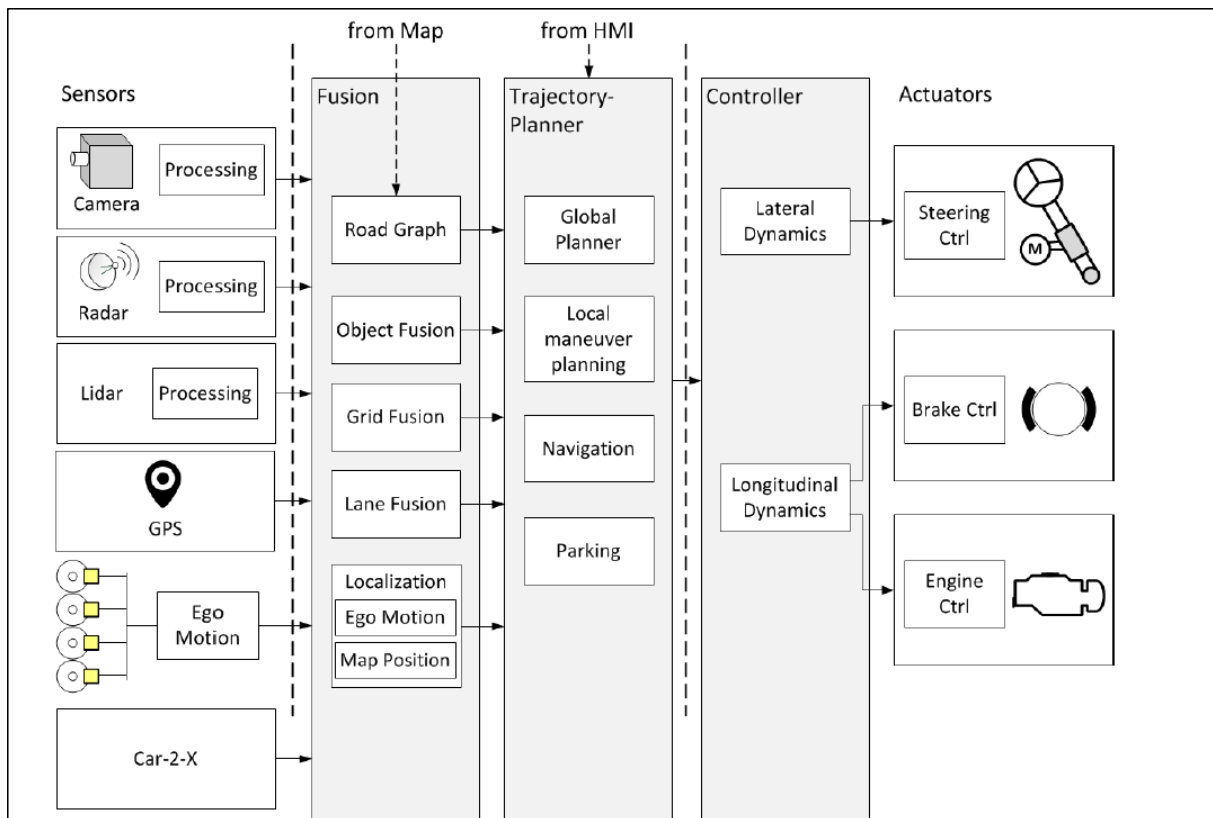 from Map
from HMI
Sensors
Fusion
Trajectory-
Planner
Controller
Actuators
Processing
Camera
Processing
Radar
Lidar
Processing
GPS
Ego
Motion
Car-2-X
Road Graph
Object Fusion
Grid Fusion
Lane Fusion
Localization
Ego Motion
Map Position
Global
Planner
Local
maneuver
planning
Navigation
Parking
Lateral
Dynamics
Longitudinal
Dynamics
Steering
Ctrl
M
Brake Ctrl
Engine
Ctrl